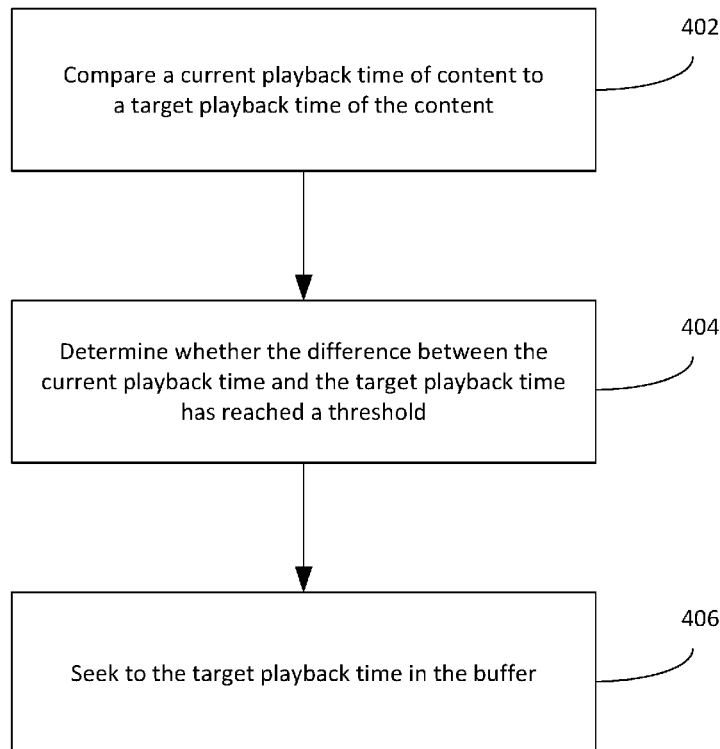 402
Compare a current playback time of content to
a target playback time of the content
404
Determine whether the difference between the
current playback time and the target playback time
has reached a threshold
406
Seek to the target playback time in the buffer